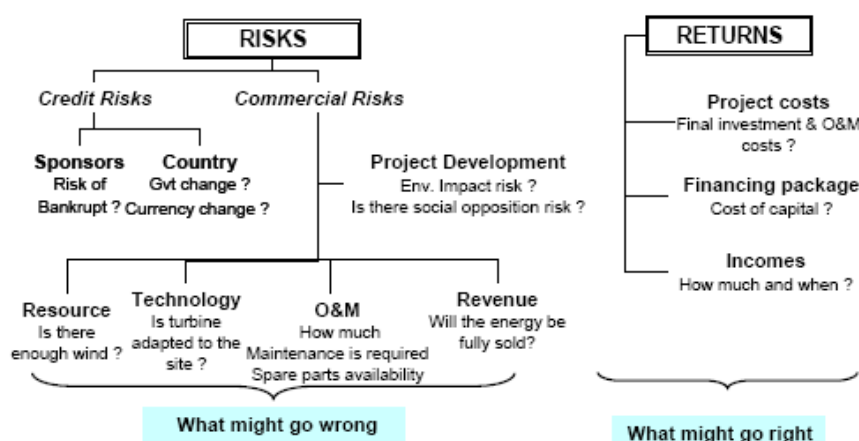 RISKS
Credit Risks
Commercial Risks
Sponsors
Risk of
Bankrupt ?
Country
Gvt change ?
Currency change ?
Project Development
Env. Impact risk ?
Is there social opposition risk ?
Resource
Is there
enough wind ?
Technology
Is turbine
adapted to the
site ?
O&M
How much
Maintenance is required
Spare parts availability
Revenue
Will the energy be
fully sold?
What might go wrong
RETURNS
Project costs
Final investment & O&M
costs ?
Financing package
Cost of capital ?
Incomes
How much and when ?
What might go right